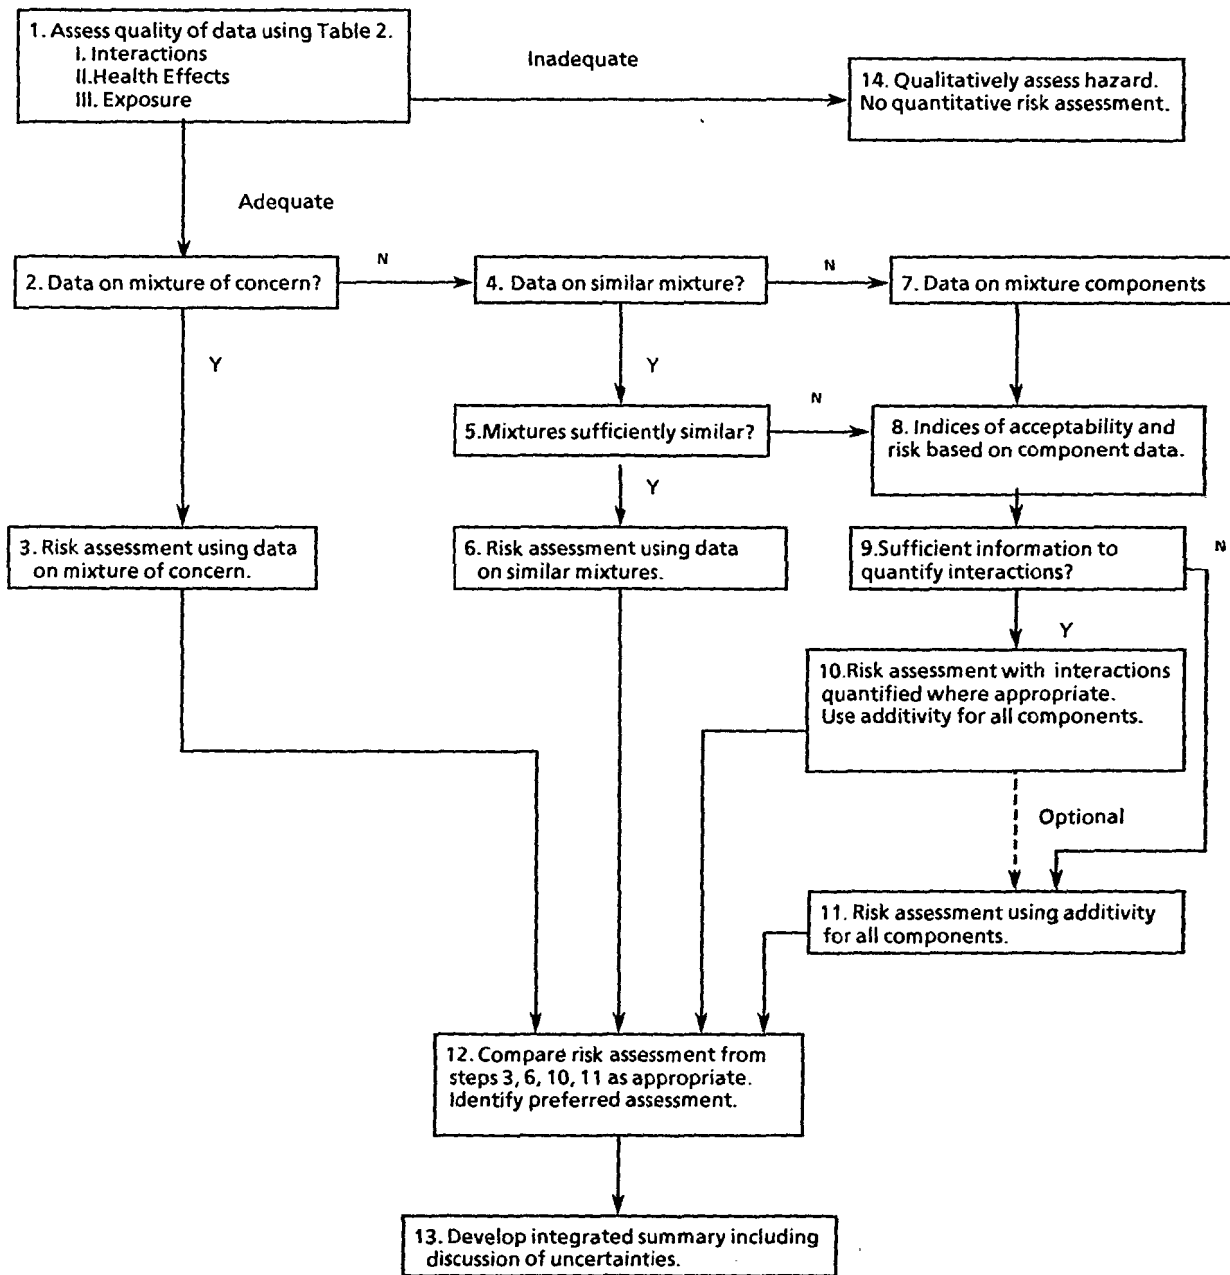 1. Assess quality of data using Table 2.
I. Interactions
II.Health Effects
III. Exposure
Inadequate
14. Qualitatively assess hazard.
No quantitative risk assessment.
Adequate
2. Data on mixture of concern?
N
4. Data on similar mixture?
N
7. Data on mixture components
Y
Y
5.Mixtures sufficiently similar?
N
8. Indices of acceptability and
risk based on component data.
Y
3. Risk assessment using data
on mixture of concern.
6. Risk assessment using data
on similar mixtures.
9.Sufficient information to
quantify interactions?
N
Y
10.Risk assessment with interactions
quantified where appropriate.
Use additivity for all components.
Optional
11. Risk assessment using additivity
for all components.
12. Compare risk assessment from
steps 3, 6, 10, 11 as appropriate.
Identify preferred assessment.
13. Develop integrated summary including
discussion of uncertainties.